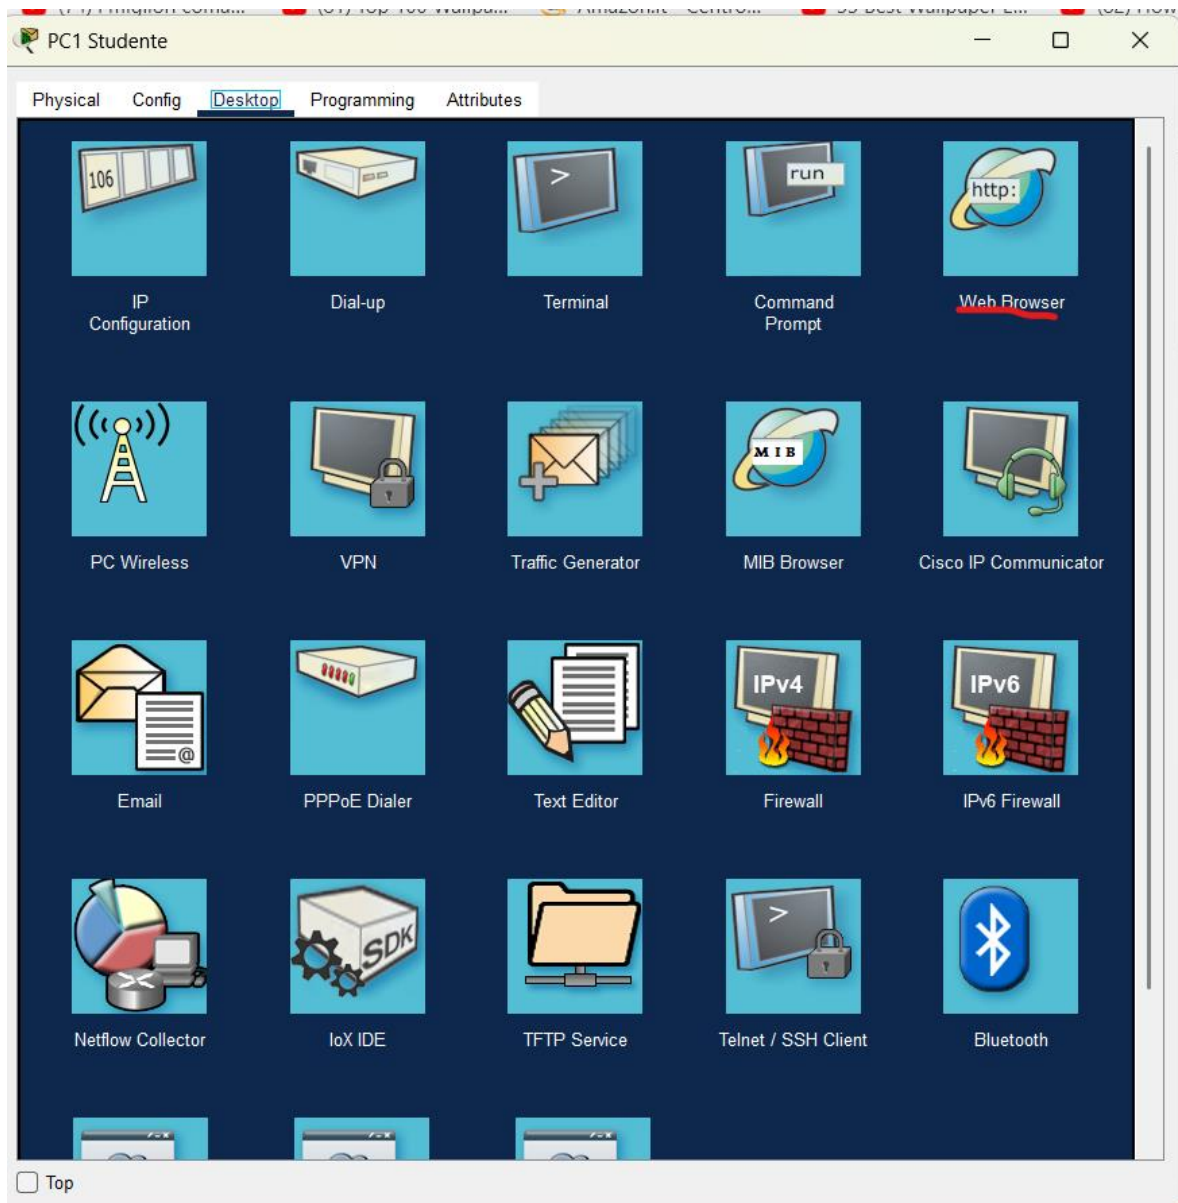 PC1 Studente
Physical Config Desktop Programming Attributes
106
>
run
http:
IP
Configuration
Dial-up
Terminal
Command
Prompt
Web Browser
MIB
PC Wireless
VPN
Traffic Generator
MIB Browser
Cisco IP Communicator
IPv4
IPv6
@
Email
PPPoE Dialer
Text Editor
Firewall
IPv6 Firewall
SDK
>
Netflow Collector
IoX IDE
TFTP Service
Telnet / SSH Client
Bluetooth
Top